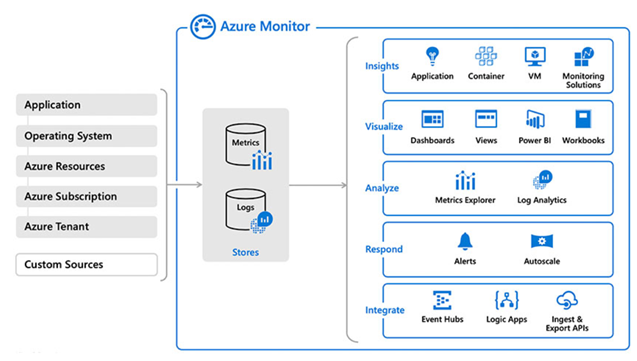 Azure Monitor
Application
Operating System
Azure Resources
Azure Subscription
Azure Tenant
Custom Sources
Metrics
Logs
Stores
Insights
Application
Container
VM
Monitoring
Solutions
Visualize
Dashboards
Views
Power BI
Workbooks
Analyze
Metrics Explorer
Log Analytics
Respond
Alerts
Autoscale
Integrate
Event Hubs
Logic Apps
Ingest &
Export APIs